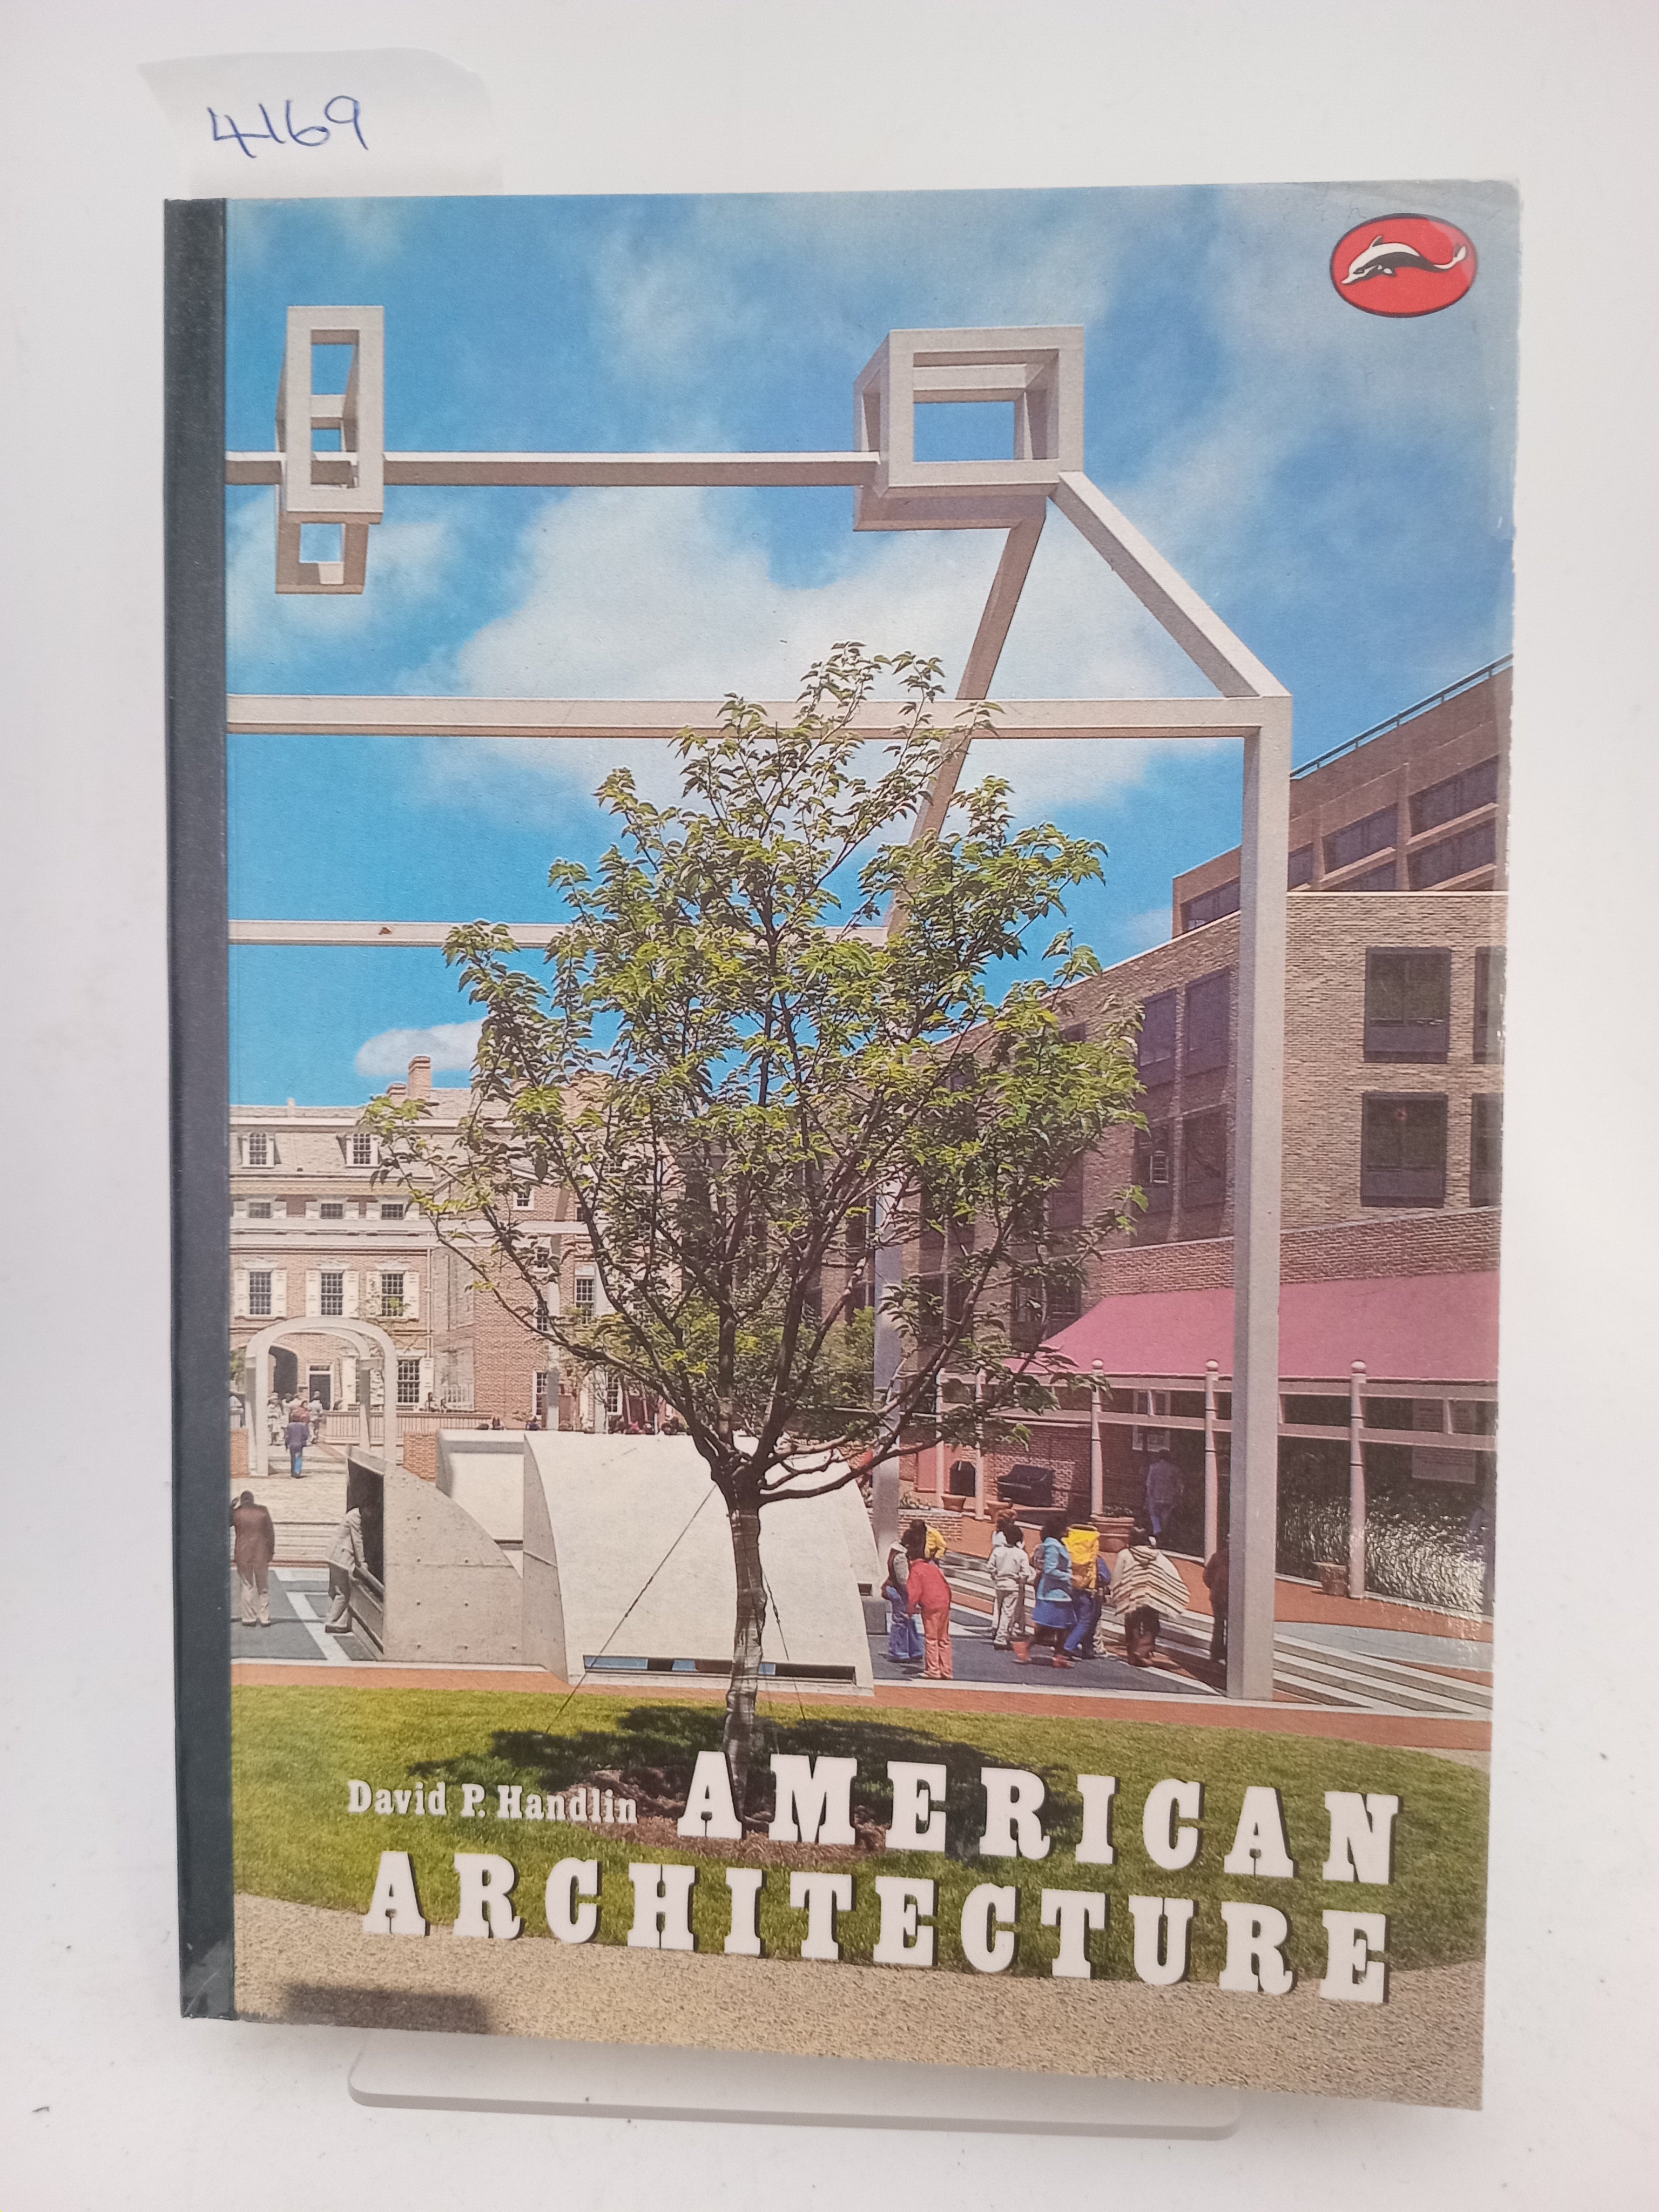 4169
David P. Handlin AMERICAN
ARCHITECTURE